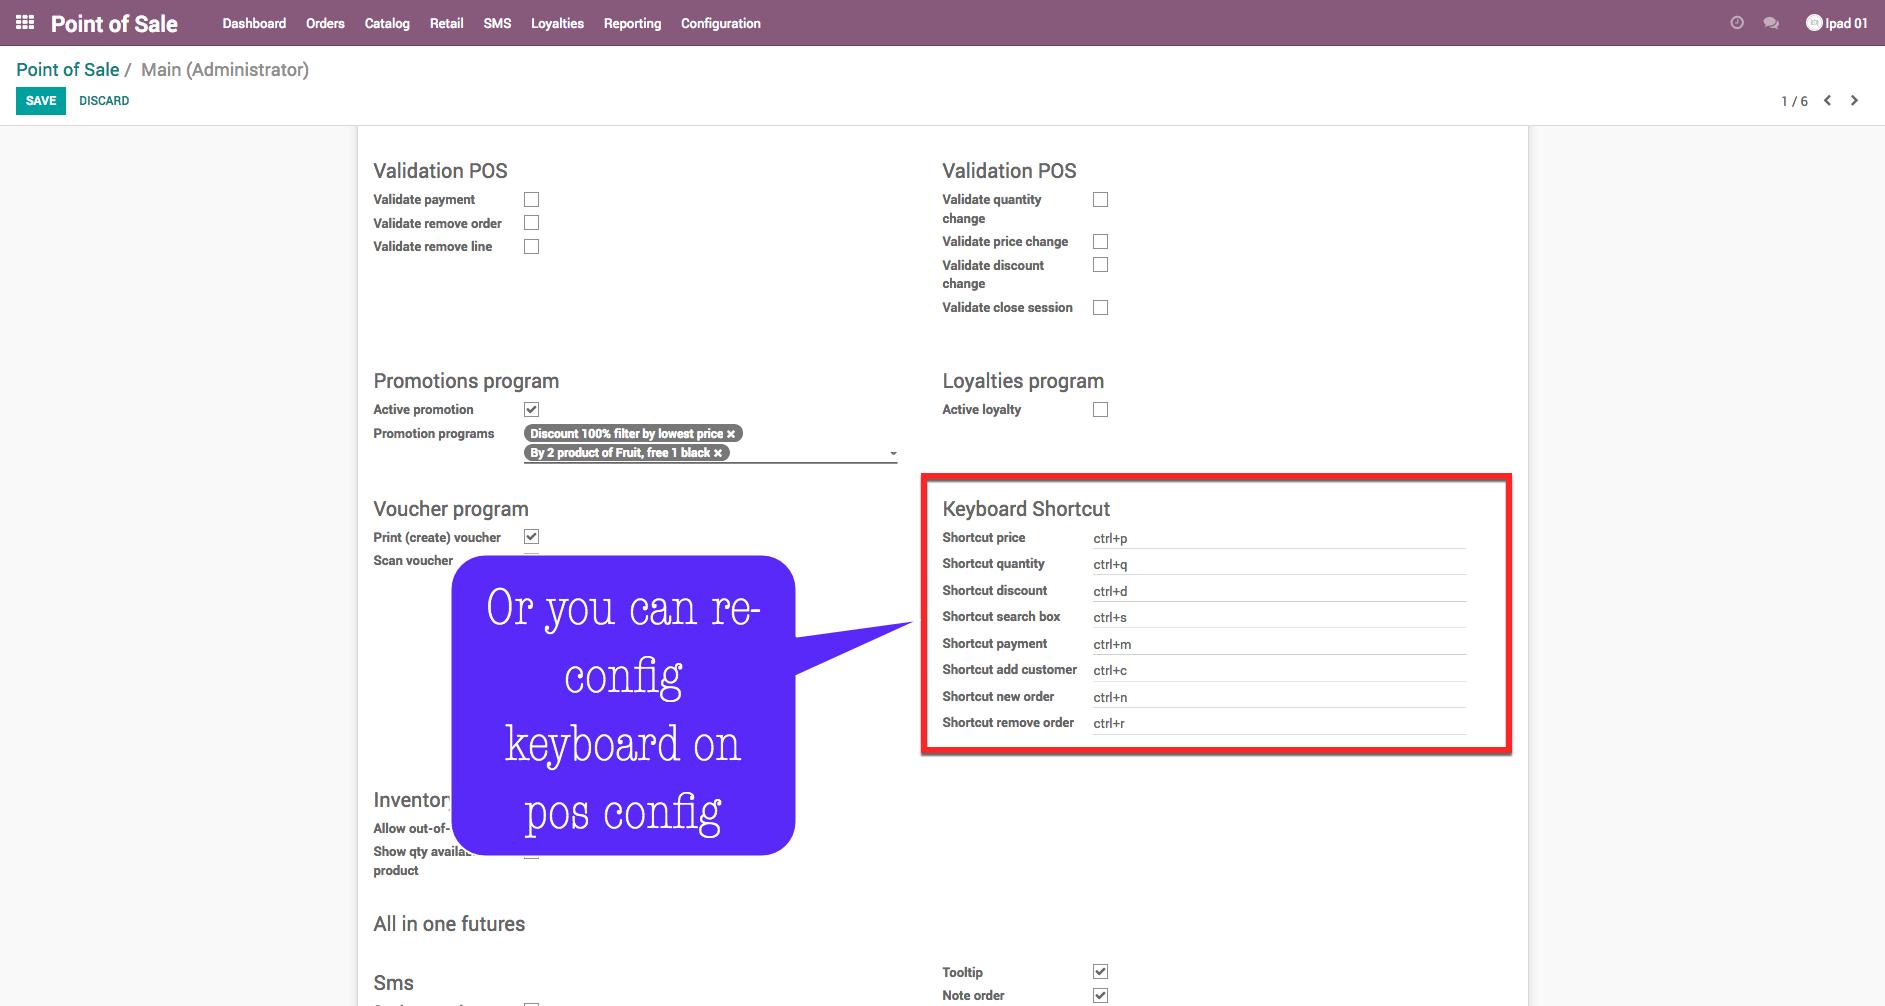 Point of Sale Dashboard Orders Catalog Retail SMS Loyalties Reporting Configuration Ipad 01
Point of Sale / Main (Administrator)
SAVE DISCARD 1 / 6
Validation POS
Validate payment
Validate remove order
Validate remove line
Validation POS
Validate quantity
change
Validate price change
Validate discount
change
Validate close session
Promotions program
Active promotion
Promotion programs Discount 100% filter by lowest price ×
By 2 product of Fruit, free 1 black ×
Loyalties program
Active loyalty
Voucher program
Print (create) voucher
Scan voucher
Keyboard Shortcut
Shortcut price ctrl+p
Shortcut quantity ctrl+q
Shortcut discount ctrl+d
Shortcut search box ctrl+s
Shortcut payment ctrl+m
Shortcut add customer ctrl+c
Shortcut new order ctrl+n
Shortcut remove order ctrl+r
Or you can re-
config
keyboard on
pos config
Inventor
Allow out-of-
Show qty availa
product
All in one futures
Sms
Tooltip
Note order